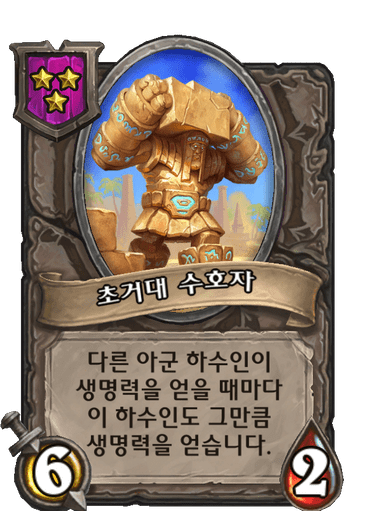 초거대 수호자
다른 아군 하수인이
생명력을 얻을 때마다
이 하수인도 그만큼
생명력을 얻습니다.
6
2